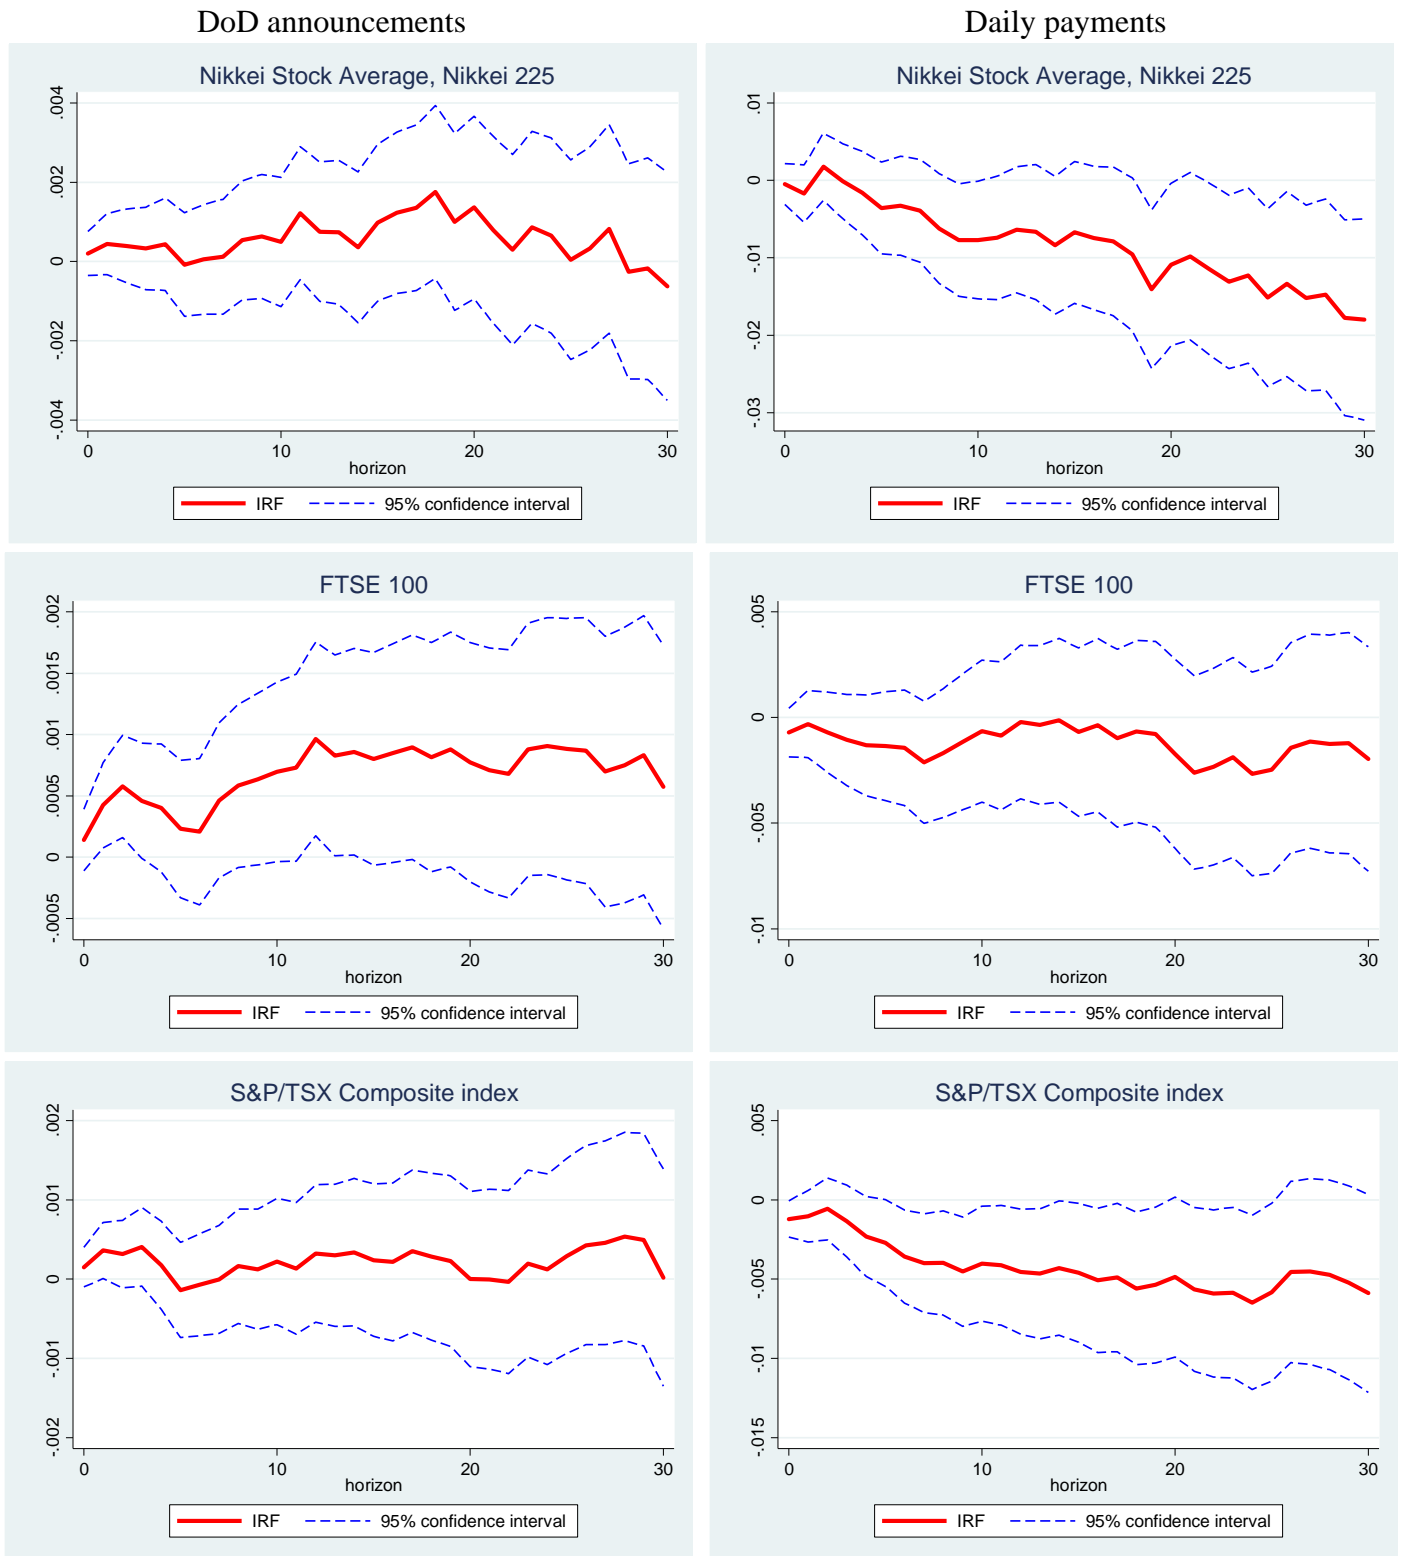 DoD announcements
Daily payments
Nikkei Stock Average, Nikkei 225
.004
.002
0
-.002
-.004
0 10 20 30
horizon
IRF 95% confidence interval
Nikkei Stock Average, Nikkei 225
.01
0
-.01
-.02
-.03
0 10 20 30
horizon
IRF 95% confidence interval
FTSE 100
.002
.0015
.001
.0005
0
-.0005
0 10 20 30
horizon
IRF 95% confidence interval
FTSE 100
.005
0
-.005
-.01
0 10 20 30
horizon
IRF 95% confidence interval
S&P/TSX Composite index
.002
.001
0
-.001
-.002
0 10 20 30
horizon
IRF 95% confidence interval
S&P/TSX Composite index
.005
0
-.005
-.01
-.015
0 10 20 30
horizon
IRF 95% confidence interval